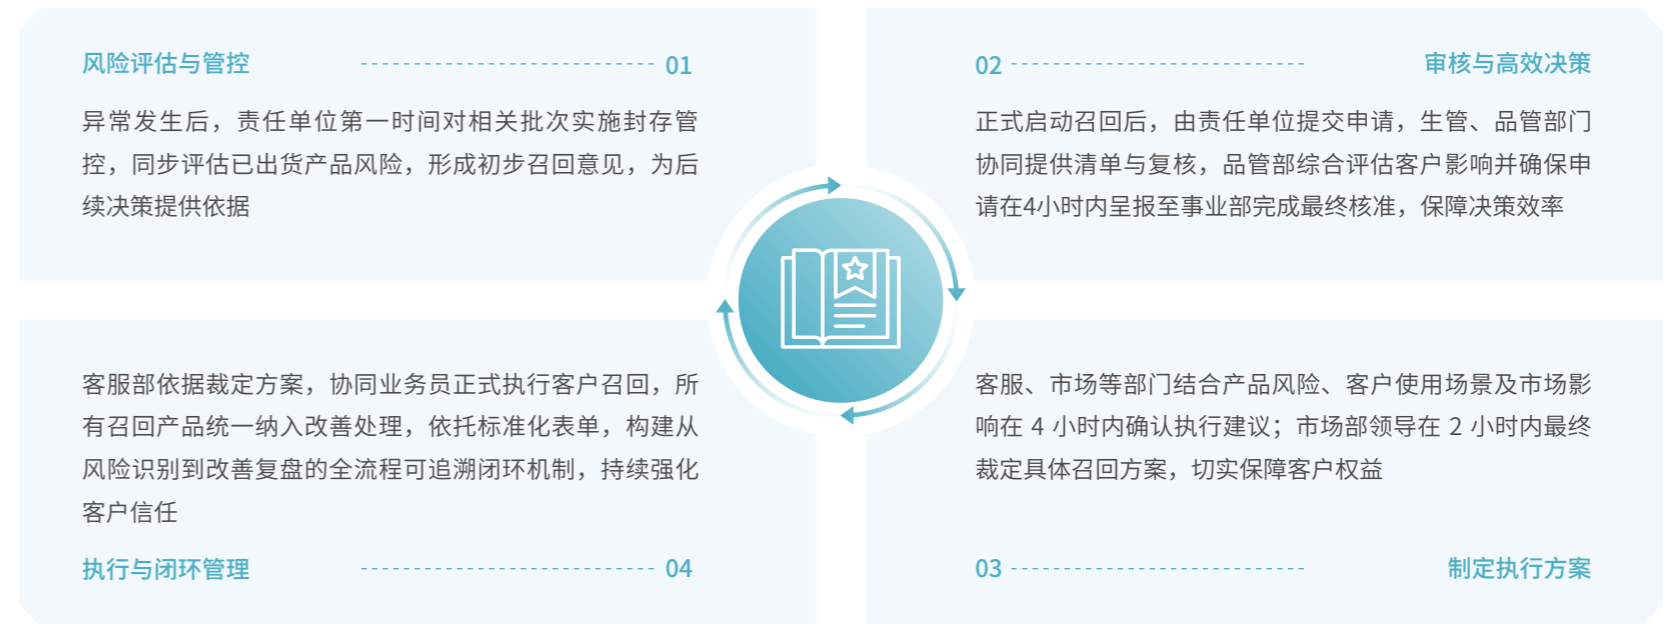 风险评估与管控 01
异常发生后，责任单位第一时间对相关批次实施封存管
控，同步评估已出货产品风险，形成初步召回意见，为后
续决策提供依据
02 审核与高效决策
正式启动召回后，由责任单位提交申请，生管、品管部门
协同提供清单与复核，品管部综合评估客户影响并确保申
请在4小时内呈报至事业部完成最终核准，保障决策效率
客服、市场等部门结合产品风险、客户使用场景及市场影
响在 4 小时内确认执行建议；市场部领导在 2 小时内最终
裁定具体召回方案，切实保障客户权益
03 制定执行方案
客服部依据裁定方案，协同业务员正式执行客户召回，所
有召回产品统一纳入改善处理，依托标准化表单，构建从
风险识别到改善复盘的全流程可追溯闭环机制，持续强化
客户信任
执行与闭环管理 04